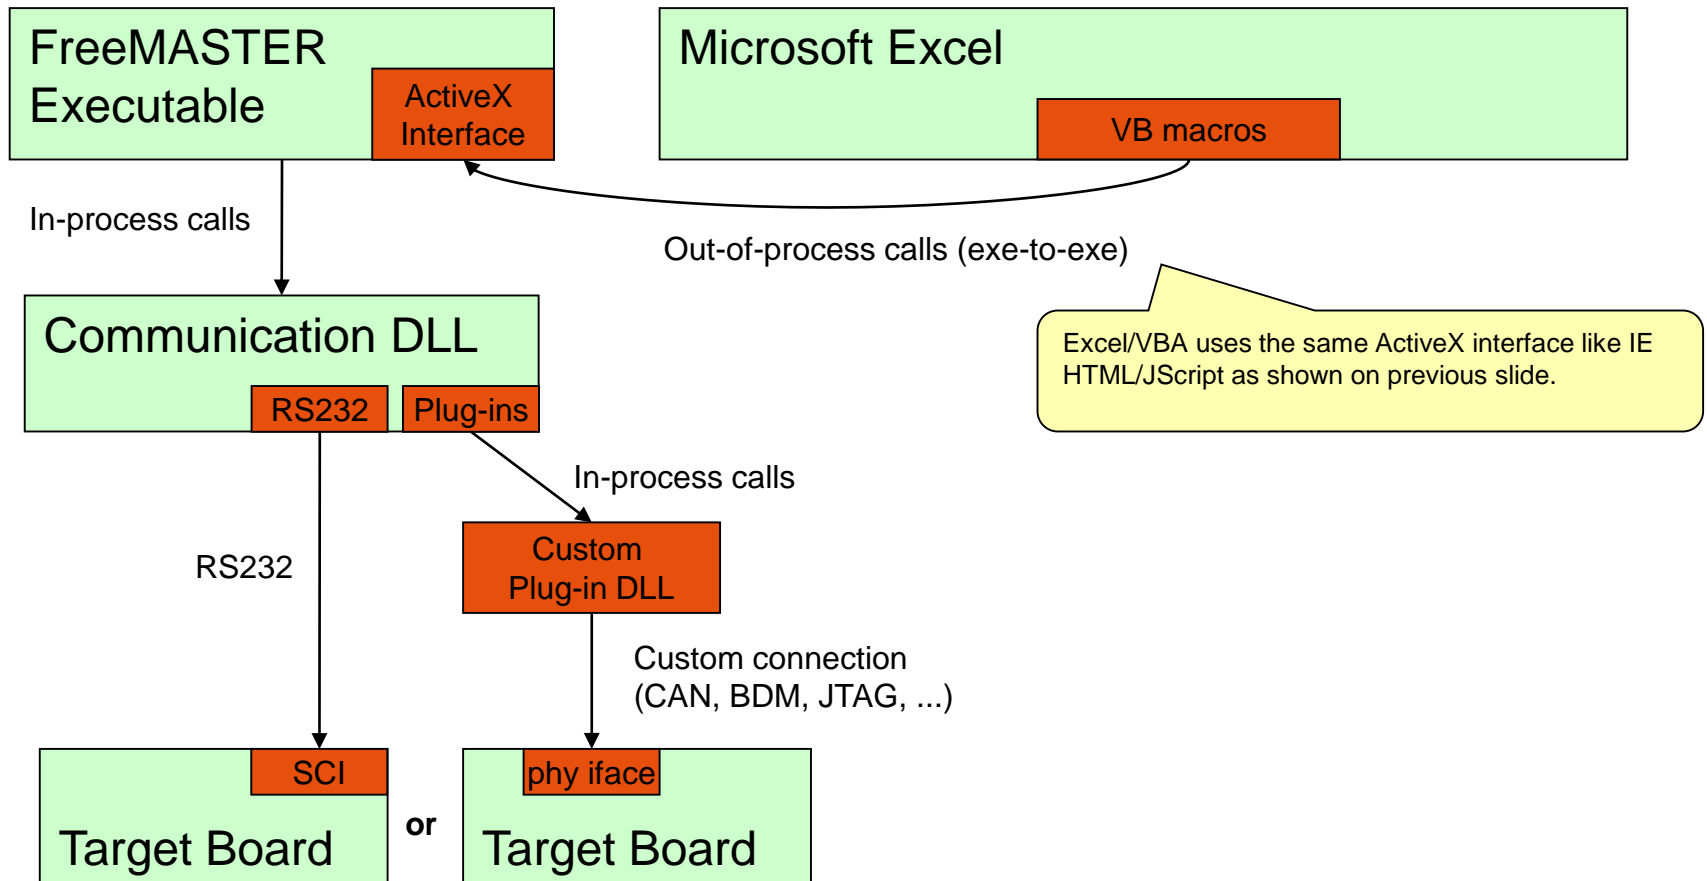 FreeMASTER
Executable
ActiveX
Interface
Microsoft Excel
VB macros
In-process calls
Out-of-process calls (exe-to-exe)
Excel/VBA uses the same ActiveX interface like IE
HTML/JScript as shown on previous slide.
Communication DLL
RS232
Plug-ins
In-process calls
RS232
Custom
Plug-in DLL
Custom connection
(CAN, BDM, JTAG, ...)
SCI
Target Board
or
phy iface
Target Board